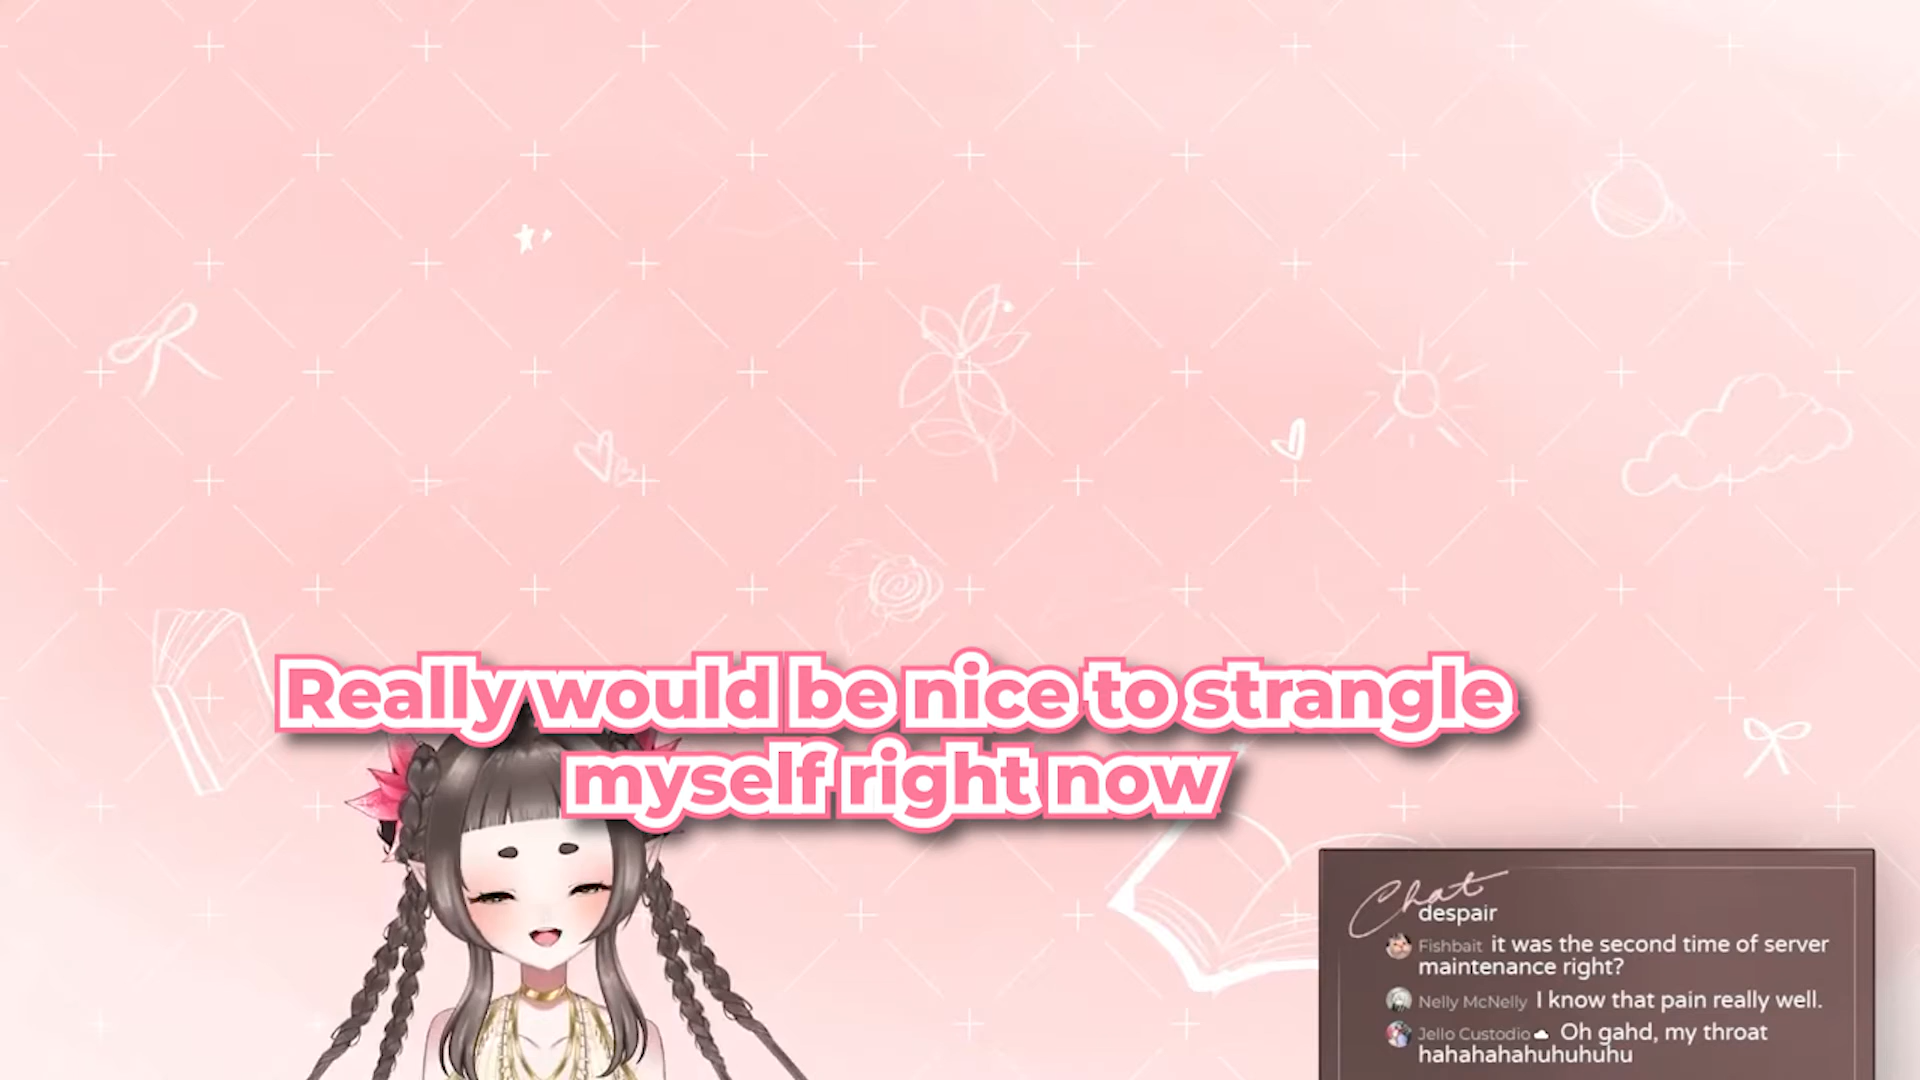 Really would be nice to strangle
myself right now
Chat
despair
Fishbait it was the second time of server
maintenance right?
Nelly McNelly I know that pain really well.
Jello Custodio Oh gahd, my throat
hahahahahuhuhuhu